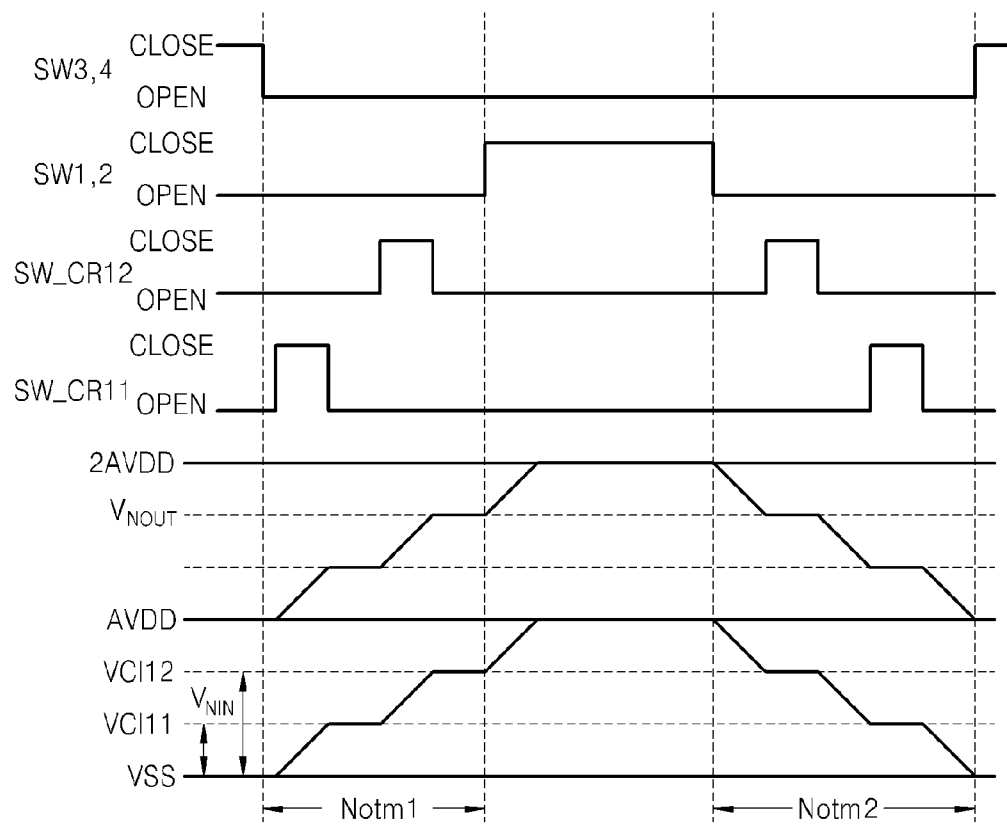 CLOSE
SW3,4
OPEN
CLOSE
SW1,2
OPEN
CLOSE
SW_CR12
OPEN
CLOSE
SW_CR11
OPEN
2AVDD
VNOUT
AVDD
VCI12
VNIN
VCI11
VSS
Notm1
Notm2